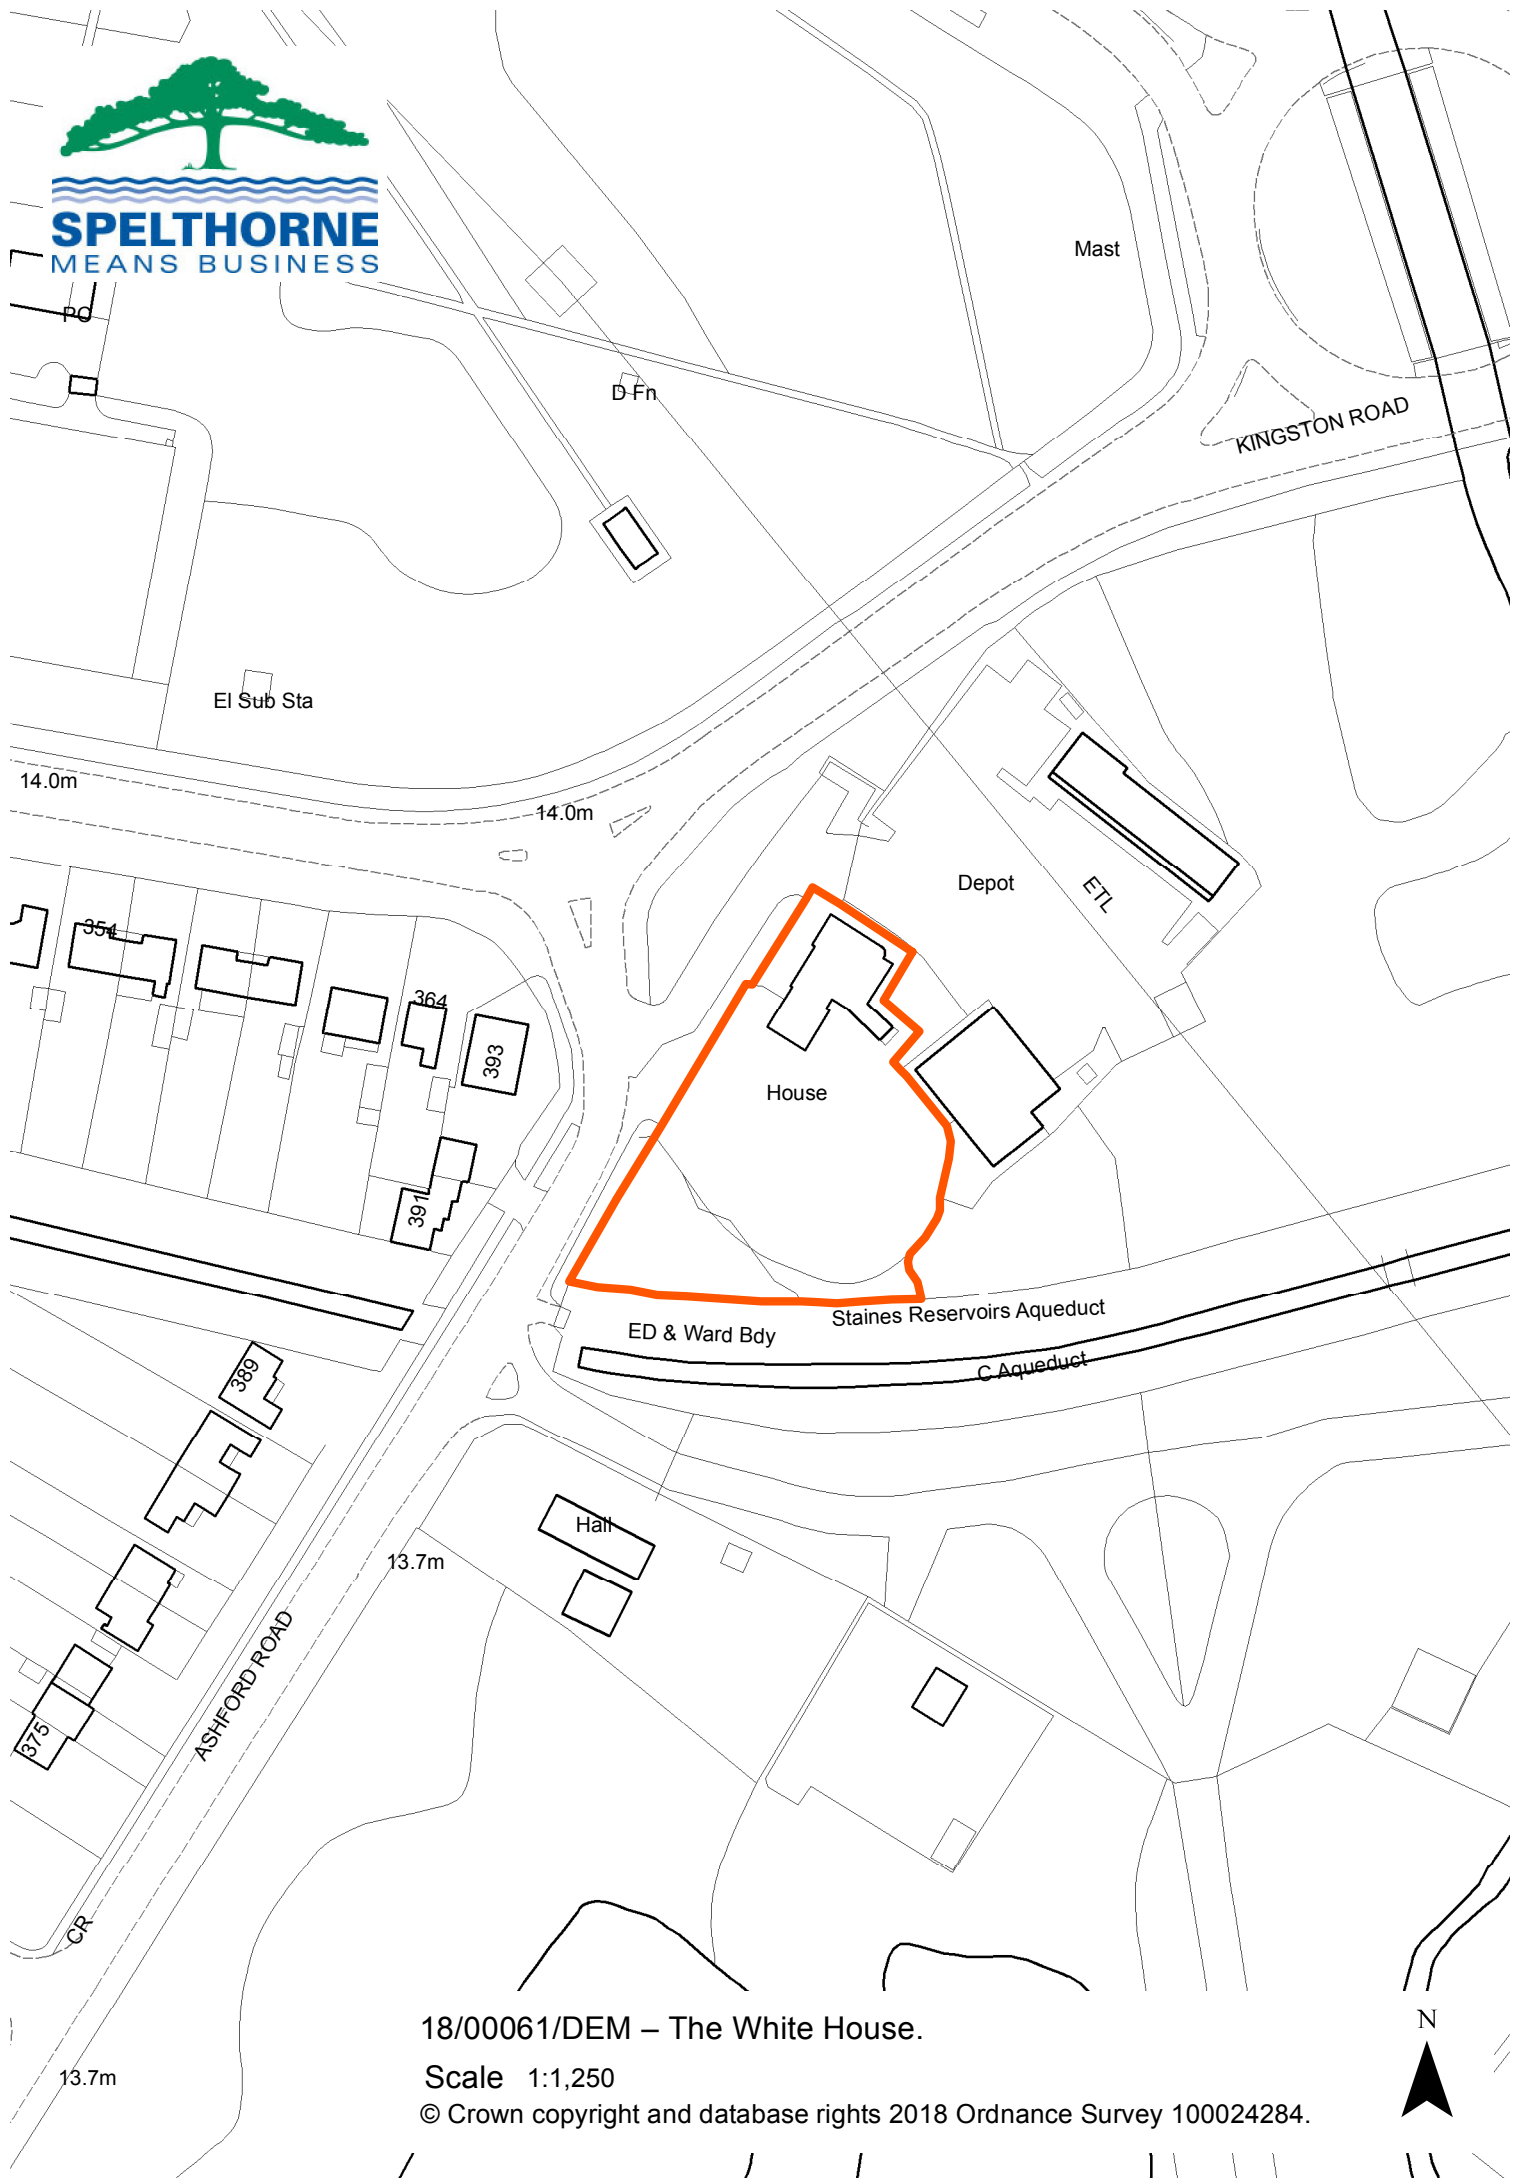 SPELTHORNE
MEANS BUSINESS
Mast
PO
D Fn
KINGSTON ROAD
El Sub Sta
14.0m
14.0m
Depot
ETL
354
364
393
House
391
Staines Reservoirs Aqueduct
ED & Ward Bdy
C Aqueduct
389
Hall
13.7m
ASHFORD ROAD
375
CR
18/00061/DEM – The White House.
N
Scale 1:1,250
13.7m
© Crown copyright and database rights 2018 Ordnance Survey 100024284.